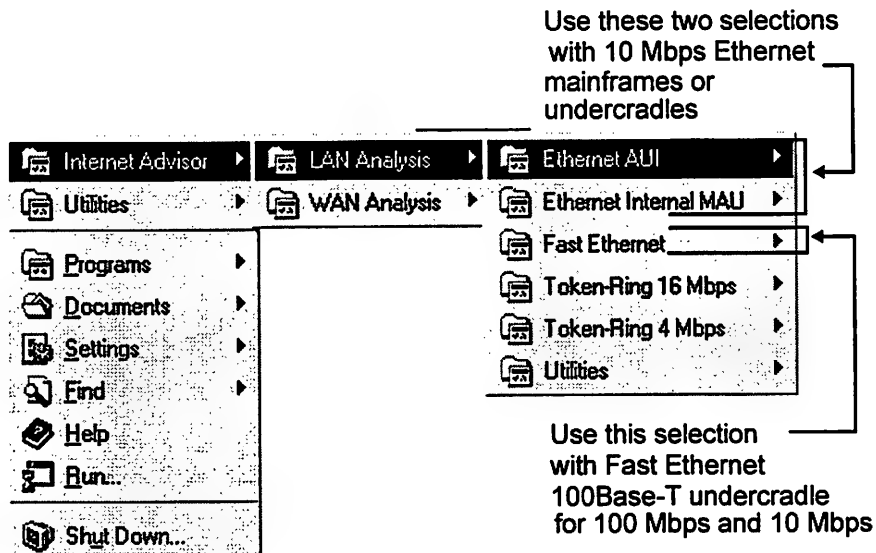 Use these two selections
with 10 Mbps Ethernet
mainframes or
undercradles
Internet Advisor
Utilities
Programs
Documents
Settings
Find
Help
Run...
Shut Down...
LAN Analysis
WAN Analysis
Ethernet AUI
Ethernet Internal MAU
Fast Ethernet
Token-Ring 16 Mbps
Token-Ring 4 Mbps
Utilities
Use this selection
with Fast Ethernet
100Base-T undercradle
for 100 Mbps and 10 Mbps